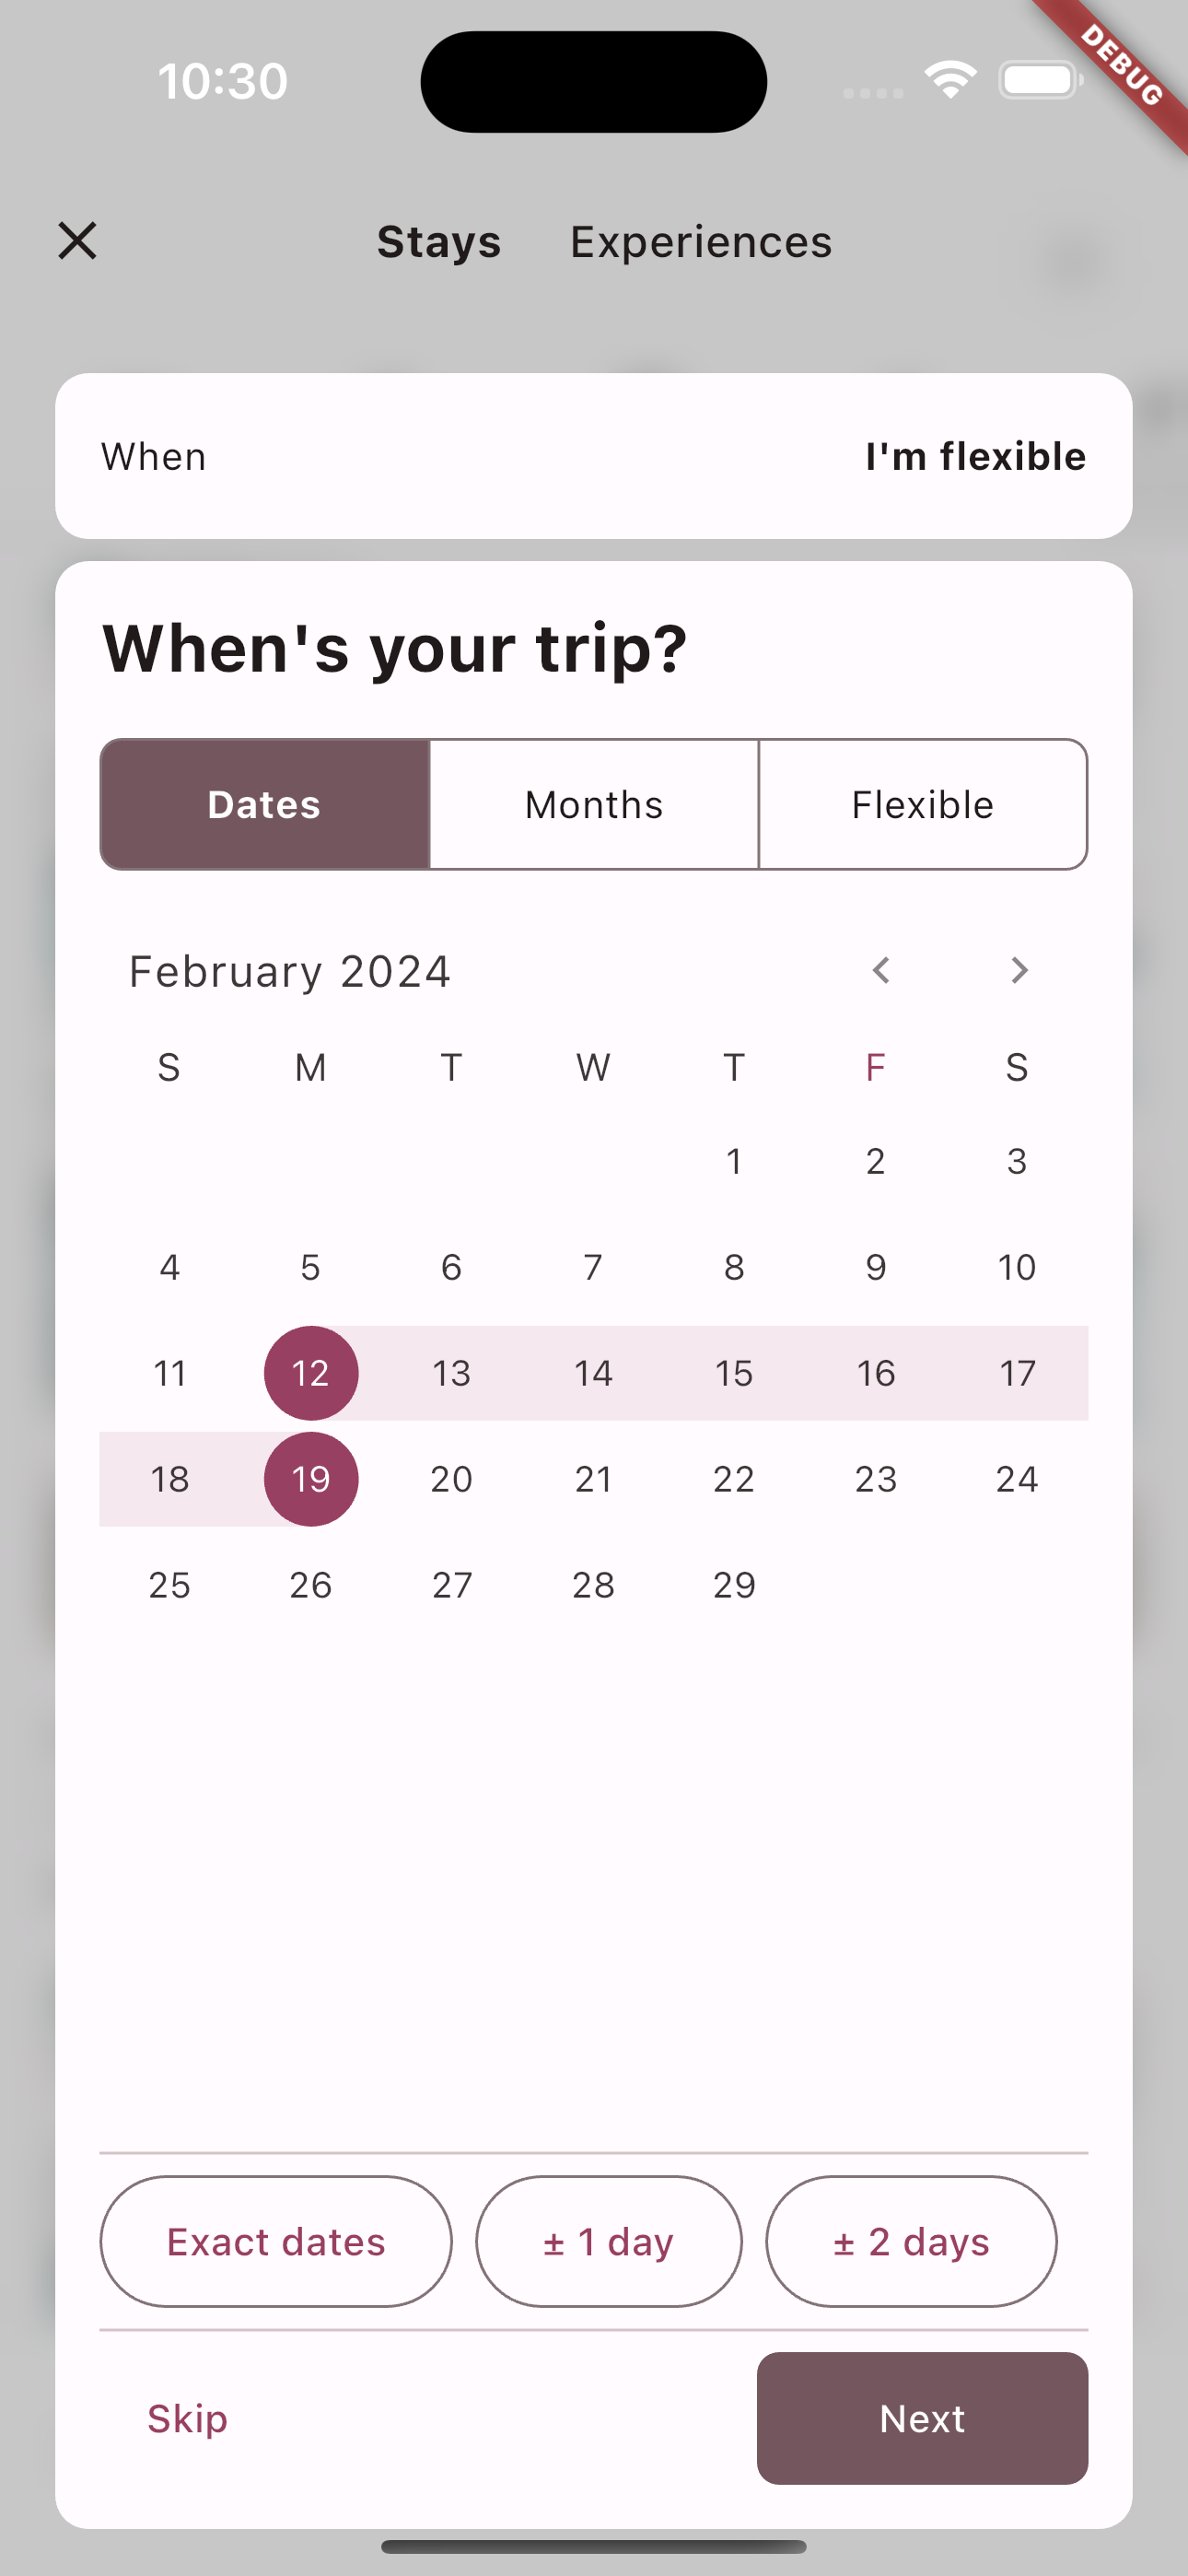 10:30
DEBUG
Stays Experiences
When I'm flexible
When's your trip?
Dates Months Flexible
February 2024
S M T W T F S
1 2 3
4 5 6 7 8 9 10
11 12 13 14 15 16 17
18 19 20 21 22 23 24
25 26 27 28 29
Exact dates ± 1 day ± 2 days
Skip Next